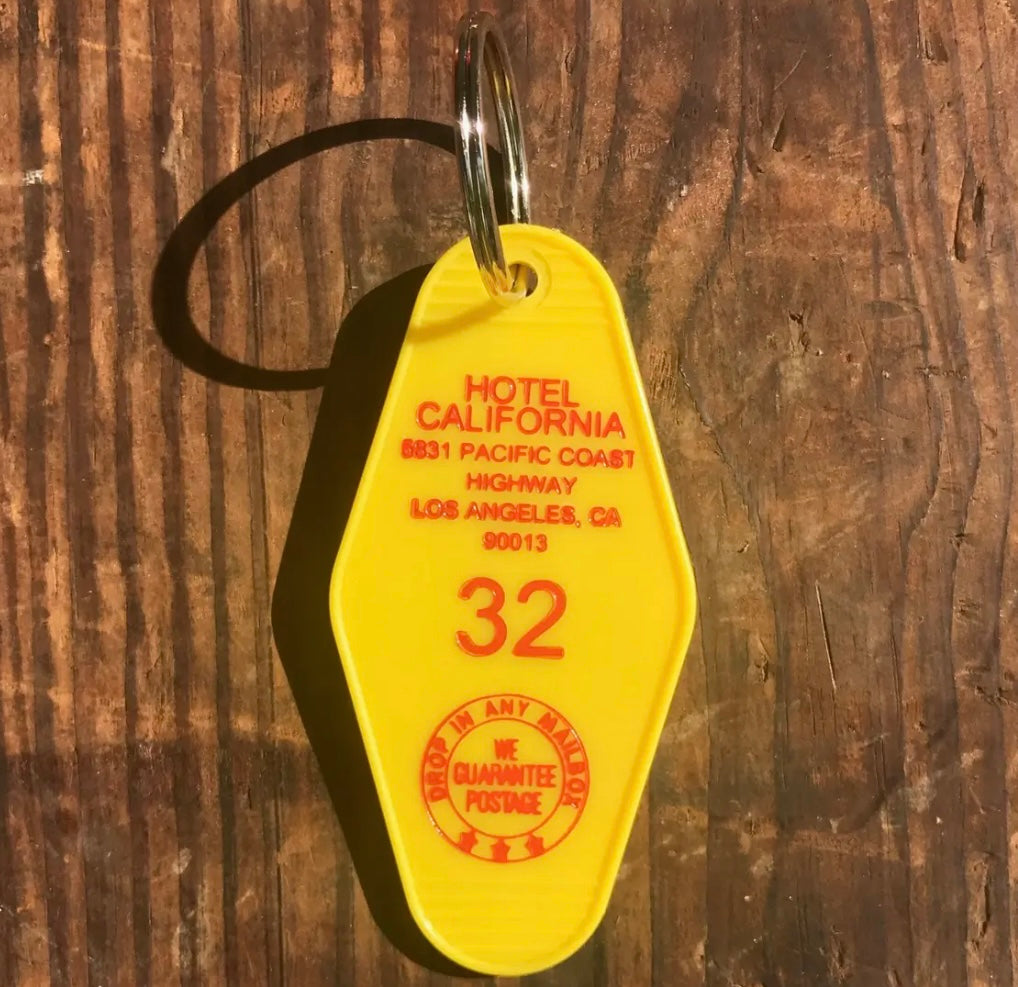 HOTEL
CALIFORNIA
5831 PACIFIC COAST
HIGHWAY
LOS ANGELES, CA
90013
32
DROP IN ANY MAILBOX
WE
GUARANTEE
POSTAGE